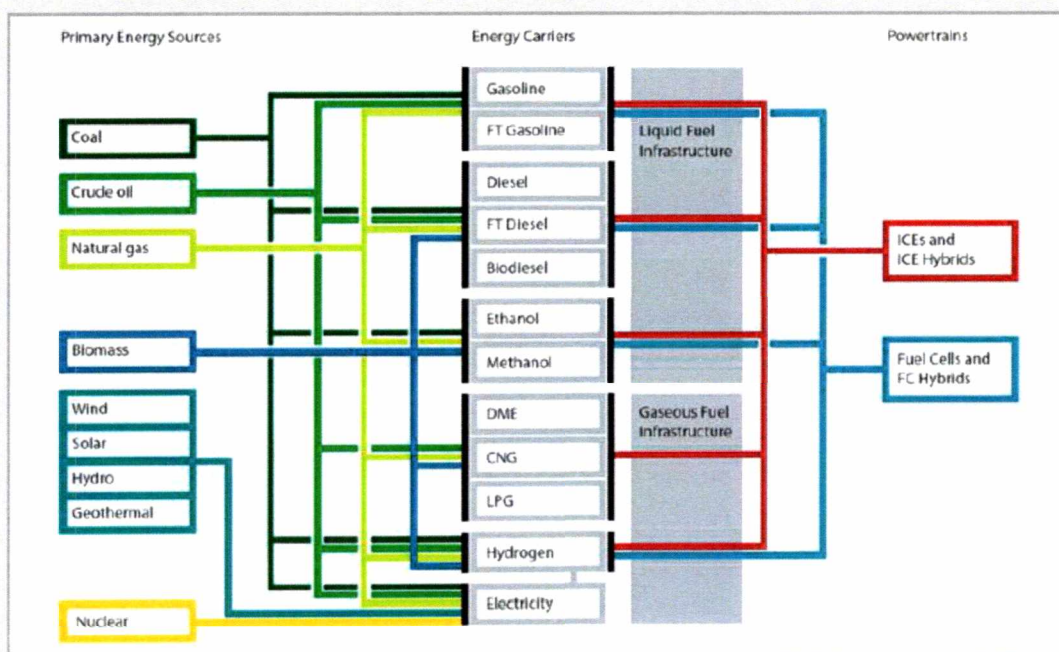 Primary Energy Sources
Energy Carriers
Powertrains
Coal
Crude oil
Natural gas
Biomass
Wind
Solar
Hydro
Geothermal
Nuclear
Gasoline
FT Gasoline
Diesel
FT Diesel
Biodiesel
Ethanol
Methanol
DME
CNG
LPG
Hydrogen
Electricity
Liquid Fuel
Infrastructure
Gaseous Fuel
Infrastructure
ICEs and
ICE Hybrids
Fuel Cells and
FC Hybrids